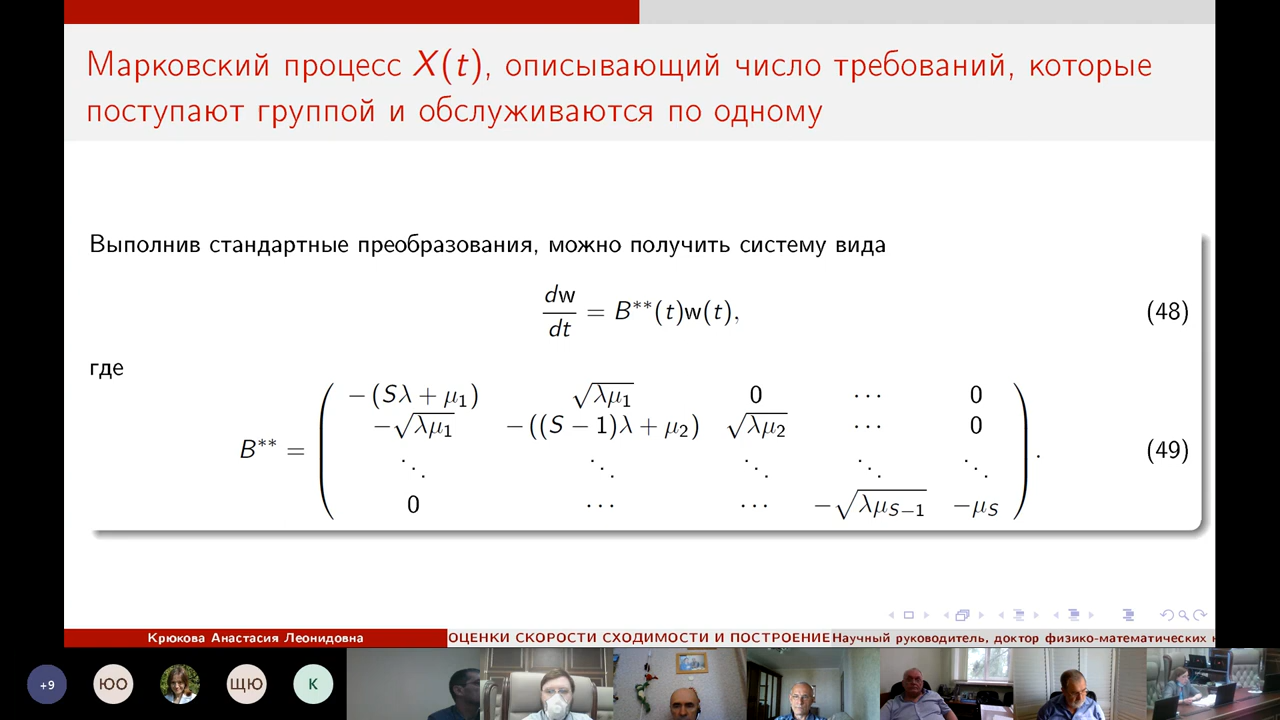 Марковский процесс X(t), описывающий число требований, которые
поступают группой и обслуживаются по одному
Выполнив стандартные преобразования, можно получить систему вида
dw/dt = B**(t)w(t), (48)
где
−(Sλ + μ₁) √λμ₁ 0 ⋯ 0
−√λμ₁ −((S − 1)λ + μ₂) √λμ₂ ⋯ 0
B** = ⋱ ⋱ ⋱ ⋱ ⋱ . (49)
0 ⋯ ⋯ −√λμ_{S−1} −μ_S
Крюкова Анастасия Леонидовна ОЦЕНКИ СКОРОСТИ СХОДИМОСТИ И ПОСТРОЕНИЕ Научный руководитель, доктор физико-математических
+9 ЮО ЩЮ К